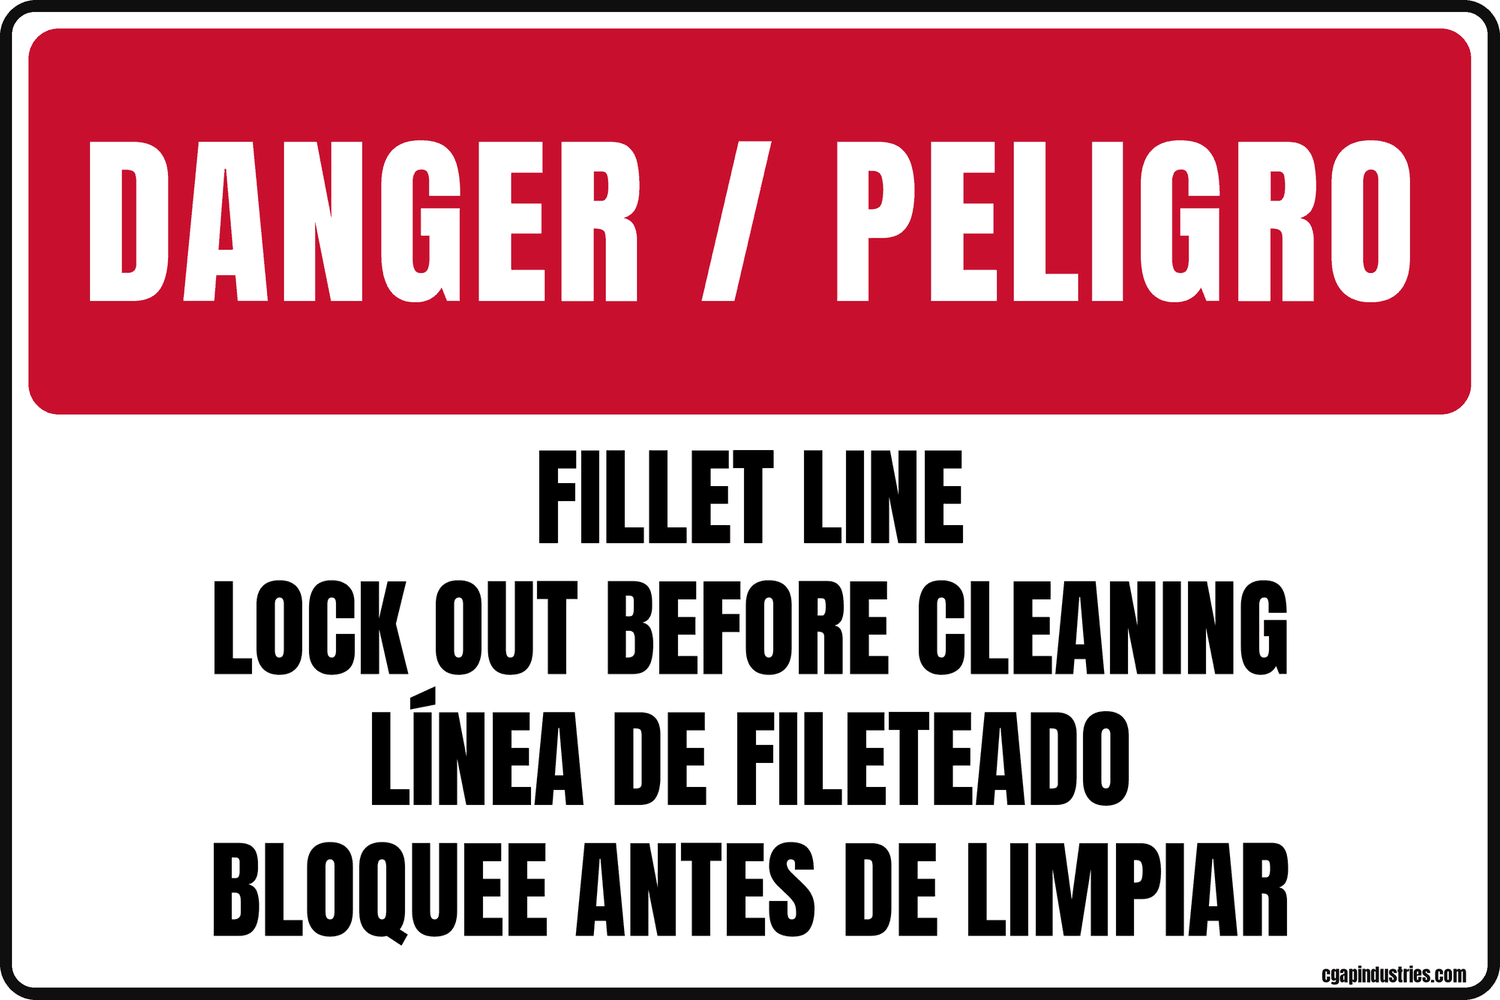 DANGER / PELIGRO
FILLET LINE
LOCK OUT BEFORE CLEANING
LÍNEA DE FILETEADO
BLOQUEE ANTES DE LIMPIAR
cgapindustries.com